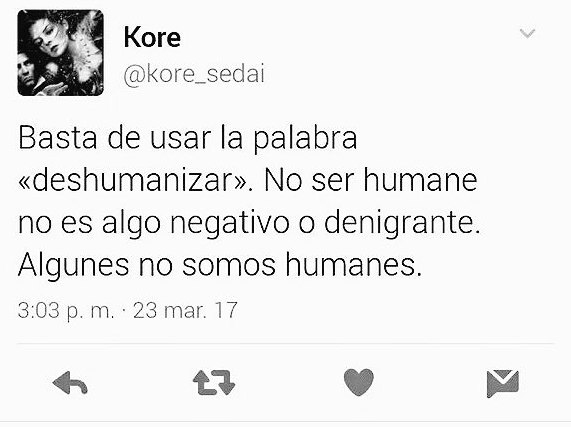 Kore
@kore_sedai
Basta de usar la palabra
«deshumanizar». No ser humane
no es algo negativo o denigrante.
Algunes no somos humanes.
3:03 p. m. · 23 mar. 17